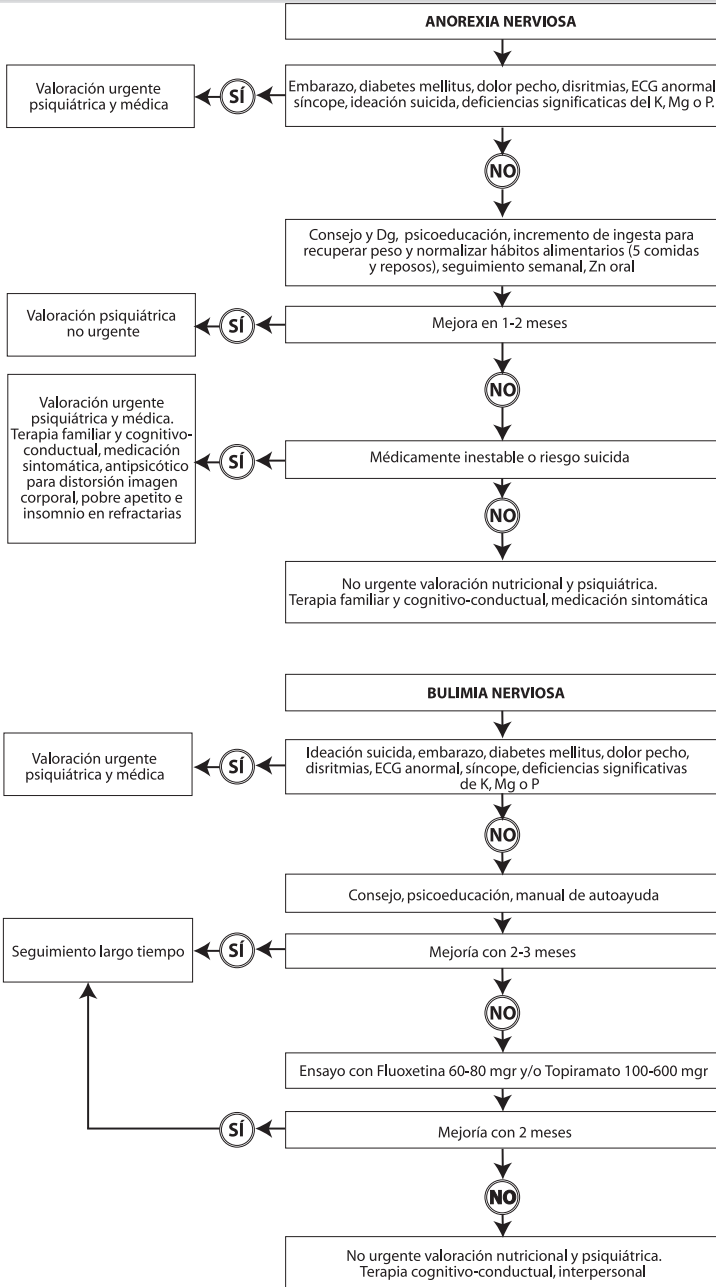 ANOREXIA NERVIOSA
Valoración urgente
psiquiátrica y médica
SÍ
Embarazo, diabetes mellitus, dolor pecho, disritmias, ECG anormal
síncope, ideación suicida, deficiencias significaticas del K, Mg o P.
NO
Consejo y Dg, psicoeducación, incremento de ingesta para
recuperar peso y normalizar hábitos alimentarios (5 comidas
y reposos), seguimiento semanal, Zn oral
Valoración psiquiátrica
no urgente
SÍ
Mejora en 1-2 meses
NO
Valoración urgente
psiquiátrica y médica.
Terapia familiar y cognitivo-
conductual, medicación
sintomática, antipsicótico
para distorsión imagen
corporal, pobre apetito e
insomnio en refractarias
SÍ
Médicamente inestable o riesgo suicida
NO
No urgente valoración nutricional y psiquiátrica.
Terapia familiar y cognitivo-conductual, medicación sintomática
BULIMIA NERVIOSA
Valoración urgente
psiquiátrica y médica
SÍ
Ideación suicida, embarazo, diabetes mellitus, dolor pecho,
disritmias, ECG anormal, síncope, deficiencias significativas
de K, Mg o P
NO
Consejo, psicoeducación, manual de autoayuda
Seguimiento largo tiempo
SÍ
Mejoría con 2-3 meses
NO
Ensayo con Fluoxetina 60-80 mgr y/o Topiramato 100-600 mgr
SÍ
Mejoría con 2 meses
NO
No urgente valoración nutricional y psiquiátrica.
Terapia cognitivo-conductual, interpersonal